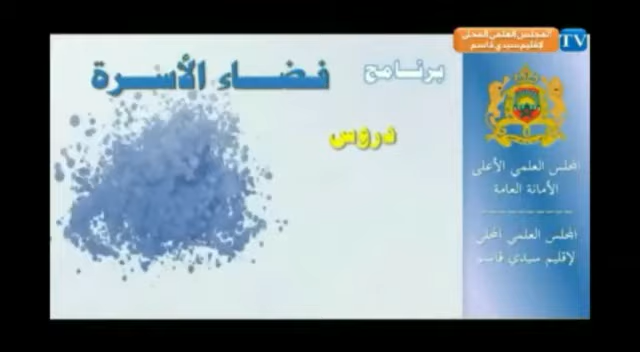 المجلس العلمي المحلي
لإقليم سيدي قاسم
TV
برنامج
فضاء الأسرة
دروس
المجلس العلمي الأعلى
الأمانة العامة
المجلس العلمي المحلي
لإقليم سيدي قاسم